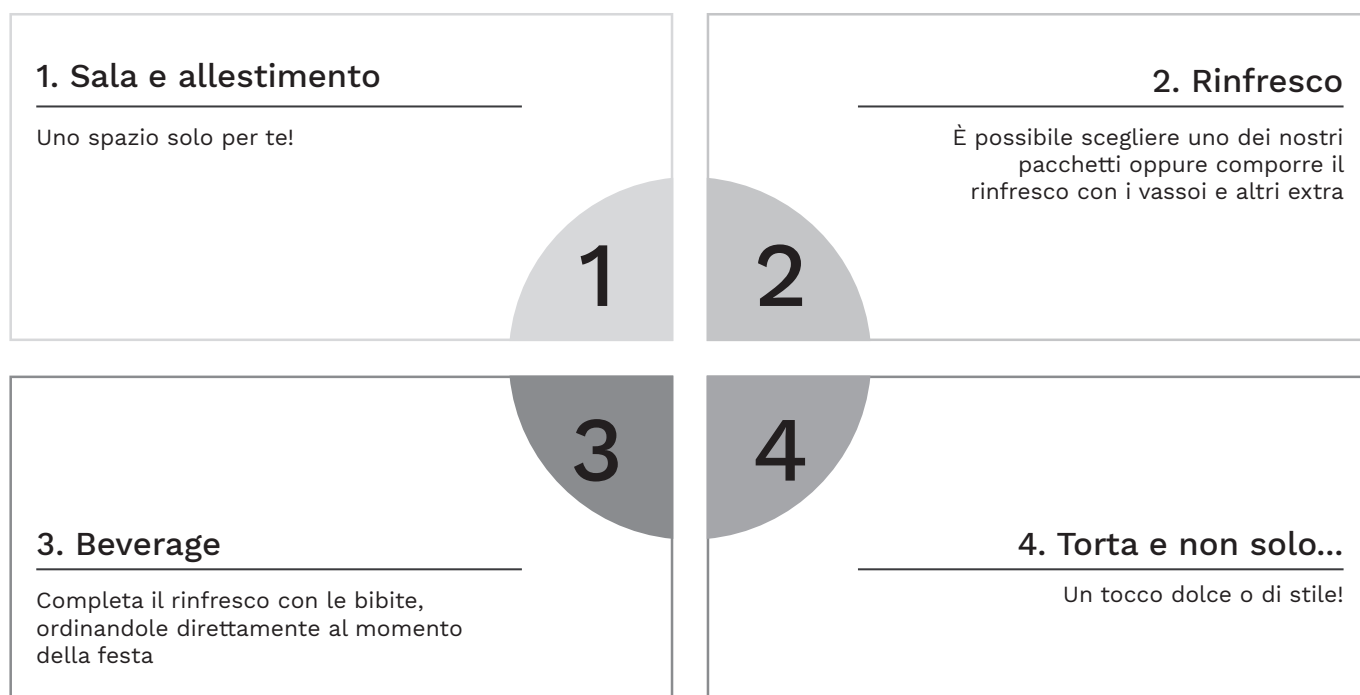 1. Sala e allestimento
Uno spazio solo per te!
1
2. Rinfresco
È possibile scegliere uno dei nostri
pacchetti oppure comporre il
rinfresco con i vassoi e altri extra
2
3
3. Beverage
Completa il rinfresco con le bibite,
ordinandole direttamente al momento
della festa
4
4. Torta e non solo...
Un tocco dolce o di stile!